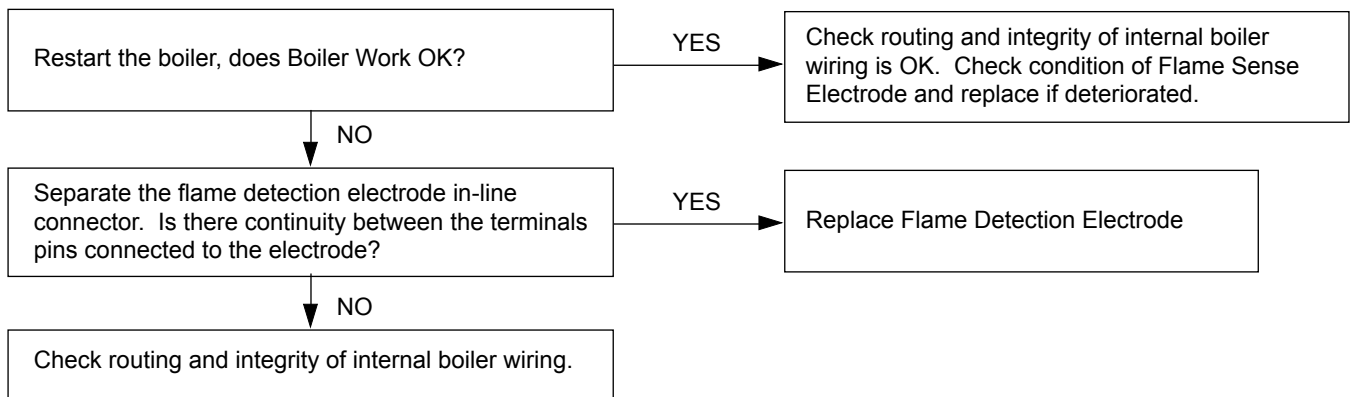 Restart the boiler, does Boiler Work OK?
YES
Check routing and integrity of internal boiler
wiring is OK. Check condition of Flame Sense
Electrode and replace if deteriorated.
NO
Separate the flame detection electrode in-line
connector. Is there continuity between the terminals
pins connected to the electrode?
YES
Replace Flame Detection Electrode
NO
Check routing and integrity of internal boiler wiring.